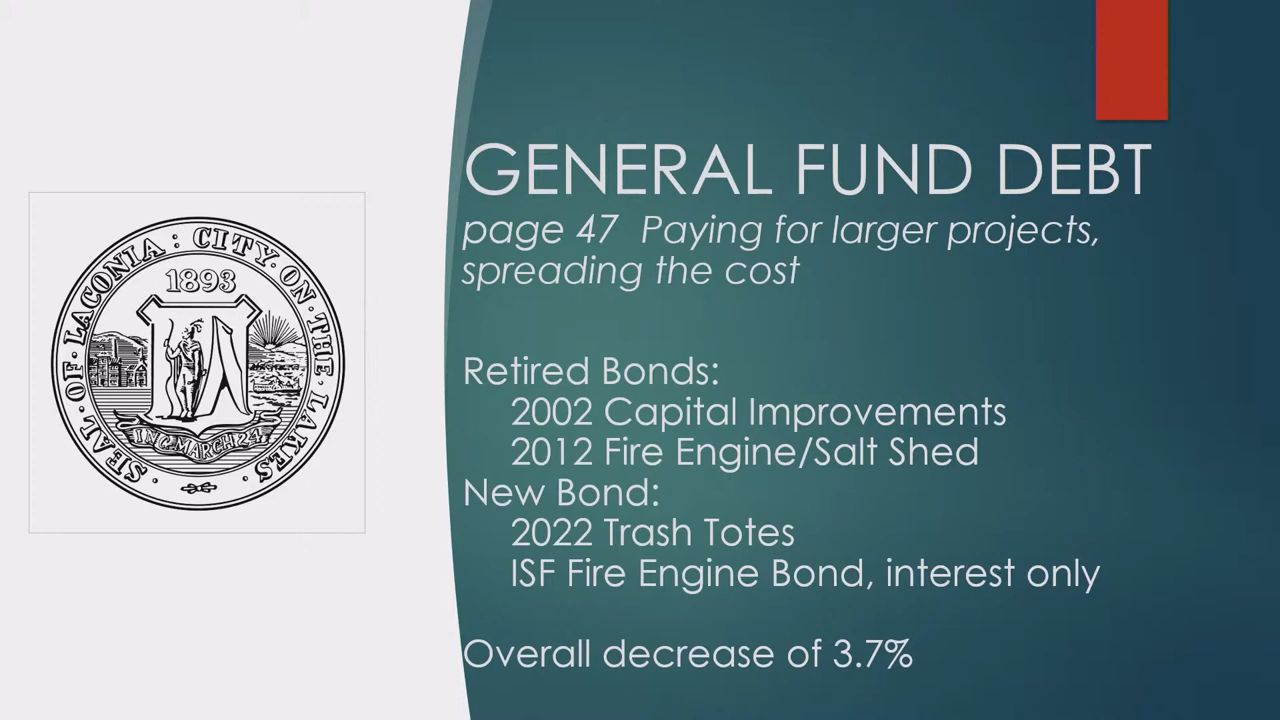 SEAL · OF · LACONIA : CITY · ON · THE · LAKES ·
1893
INC. MARCH 24
GENERAL FUND DEBT
page 47 Paying for larger projects,
spreading the cost
Retired Bonds:
2002 Capital Improvements
2012 Fire Engine/Salt Shed
New Bond:
2022 Trash Totes
ISF Fire Engine Bond, interest only
Overall decrease of 3.7%